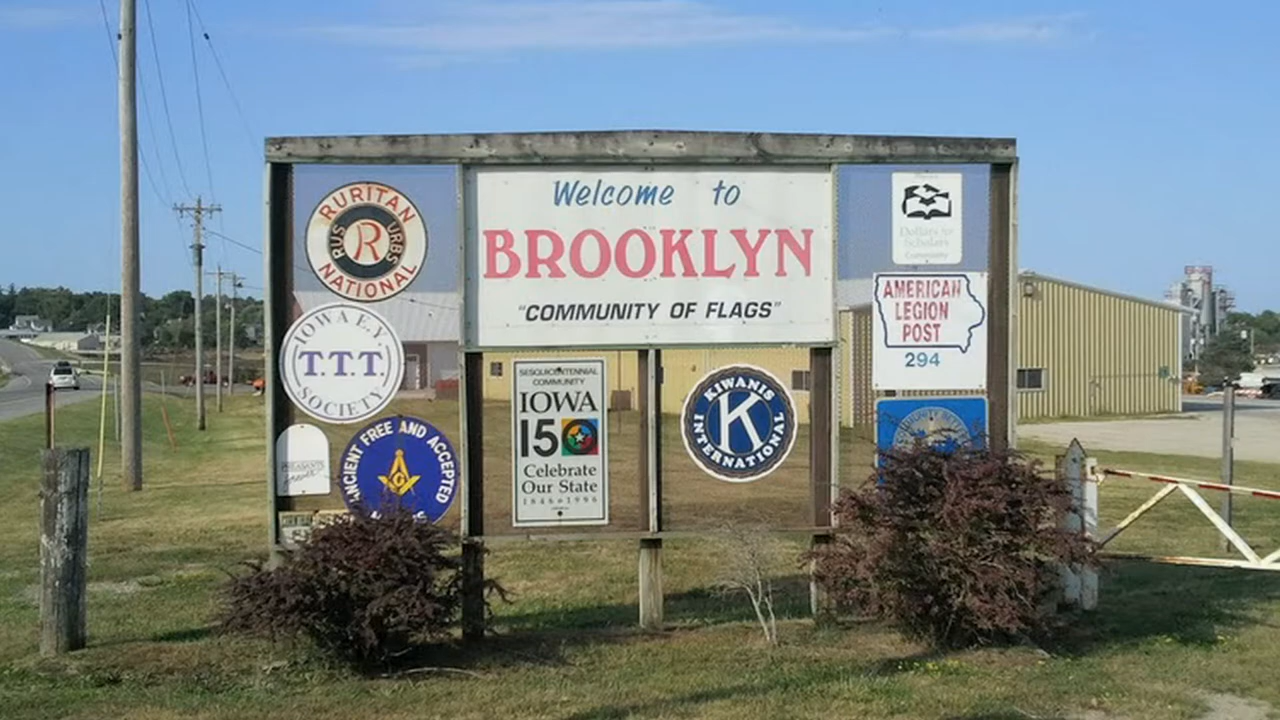 Welcome to
BROOKLYN
"COMMUNITY OF FLAGS"
RURITAN
RUS R URBS
NATIONAL
IOWA E.Y.
T.T.T.
SOCIETY
ANCIENT FREE AND ACCEPTED
G
SESQUICENTENNIAL
COMMUNITY
IOWA
150
Celebrate
Our State
1846 • 1996
KIWANIS
K
INTERNATIONAL
Dollars for
Scholars
Community
AMERICAN
LEGION
POST
294